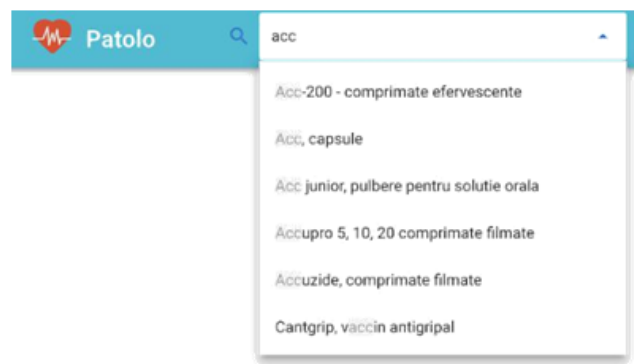 Patolo
acc
Acc-200 - comprimate efervescente
Acc, capsule
Acc junior, pulbere pentru solutie orala
Accupro 5, 10, 20 comprimate filmate
Accuzide, comprimate filmate
Cantgrip, vaccin antigripal